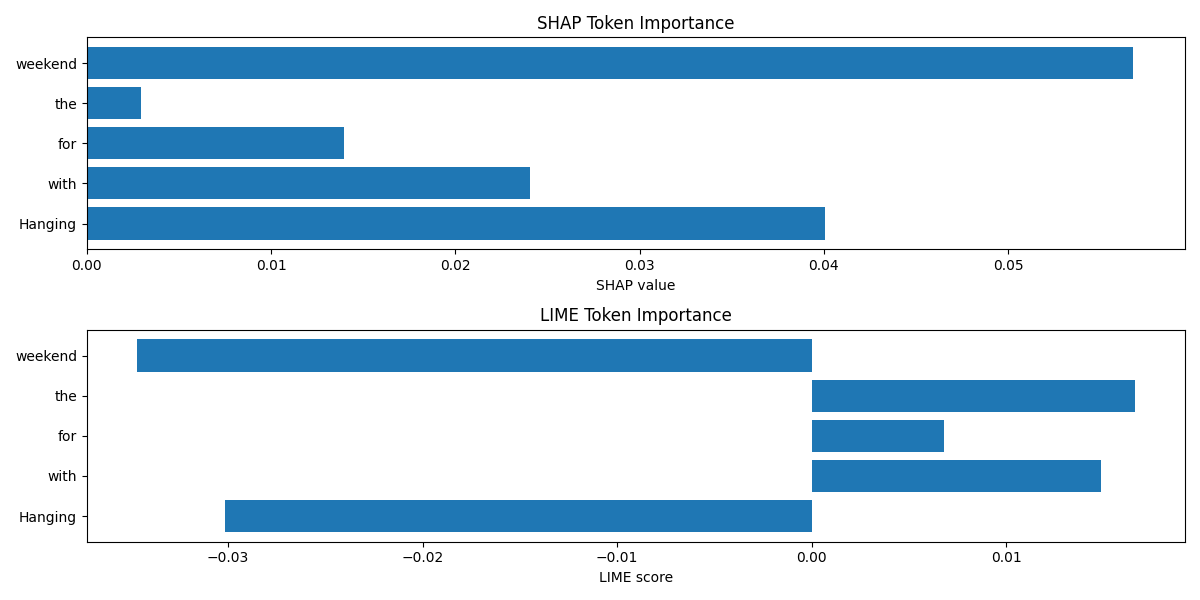 SHAP Token Importance
weekend
the
for
with
Hanging
0.00 0.01 0.02 0.03 0.04 0.05
SHAP value
LIME Token Importance
weekend
the
for
with
Hanging
−0.03 −0.02 −0.01 0.00 0.01
LIME score